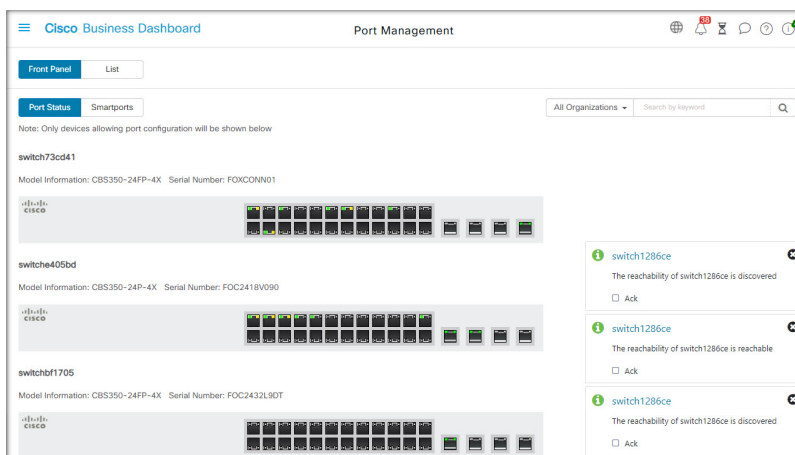 Cisco Business Dashboard
Port Management
38
Front Panel
List
Port Status
Smartports
All Organizations
Search by keyword
Note: Only devices allowing port configuration will be shown below
switch73cd41
Model Information: CBS350-24FP-4X Serial Number: FOXCONN01
CISCO
switche405bd
Model Information: CBS350-24P-4X Serial Number: FOC2418V090
CISCO
switchbf1705
Model Information: CBS350-24FP-4X Serial Number: FOC2432L9DT
CISCO
switch1286ce
The reachability of switch1286ce is discovered
Ack
switch1286ce
The reachability of switch1286ce is reachable
Ack
switch1286ce
The reachability of switch1286ce is discovered
Ack